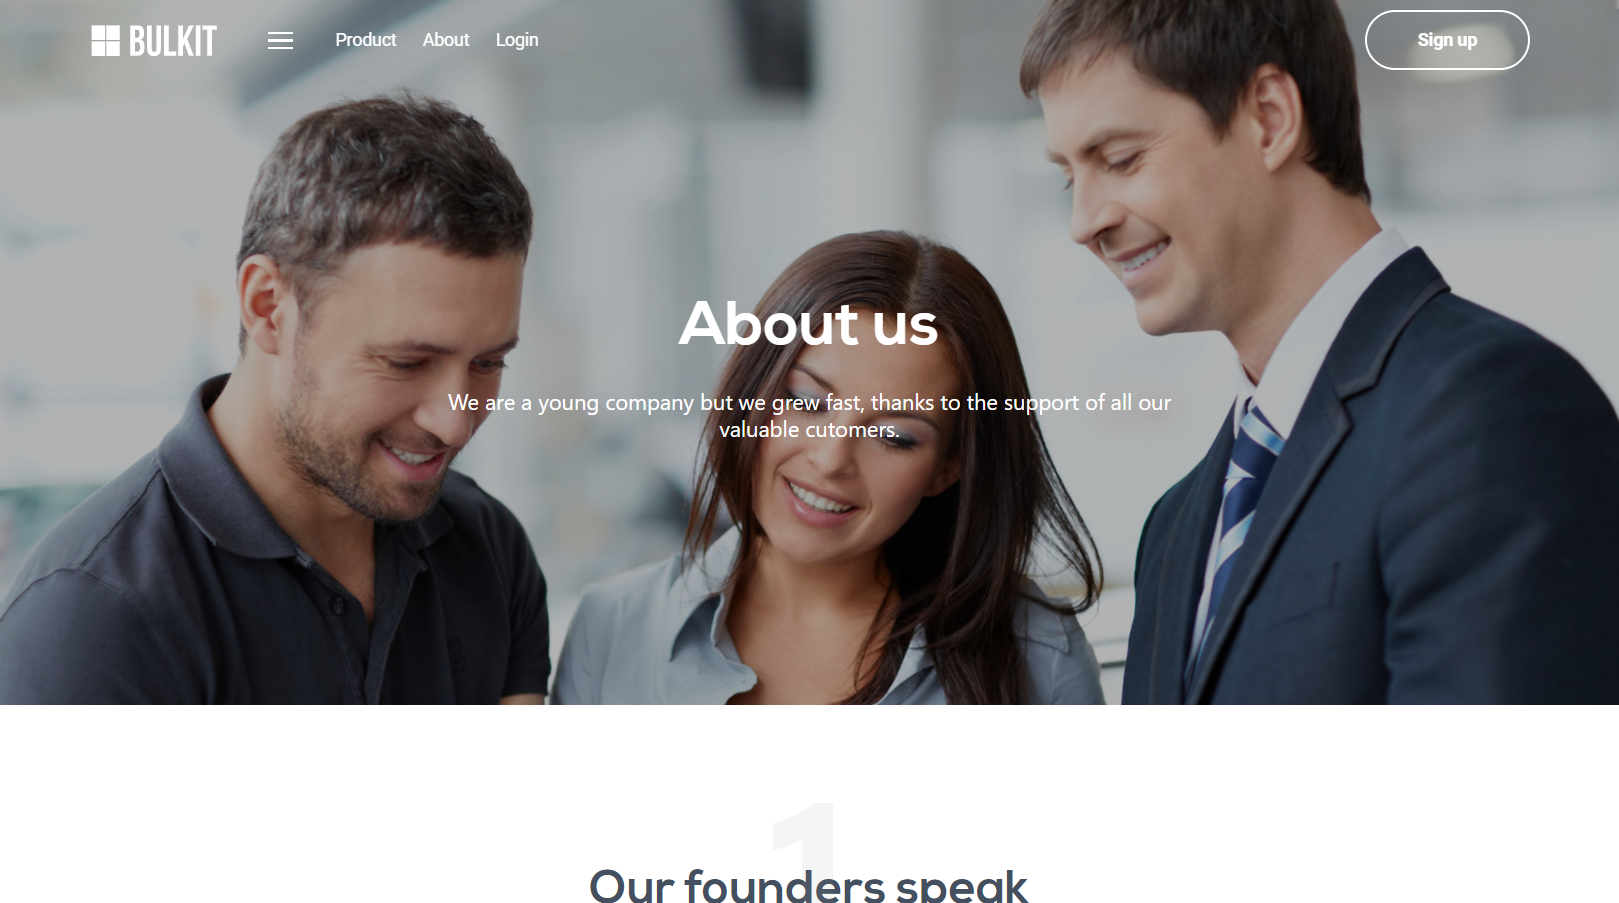 BULKIT
Product About Login
Sign up
About us
We are a young company but we grew fast, thanks to the support of all our
valuable cutomers.
1
Our founders speak